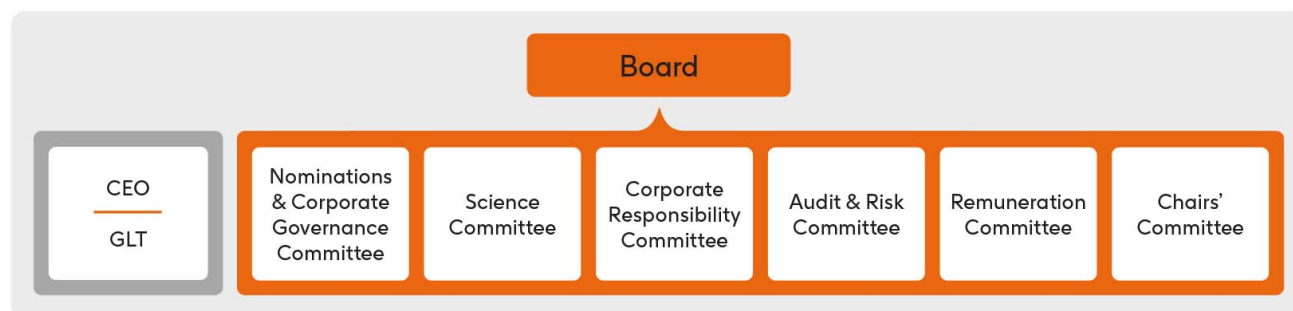 Board
CEO
GLT
Nominations
& Corporate
Governance
Committee
Science
Committee
Corporate
Responsibility
Committee
Audit & Risk
Committee
Remuneration
Committee
Chairs’
Committee